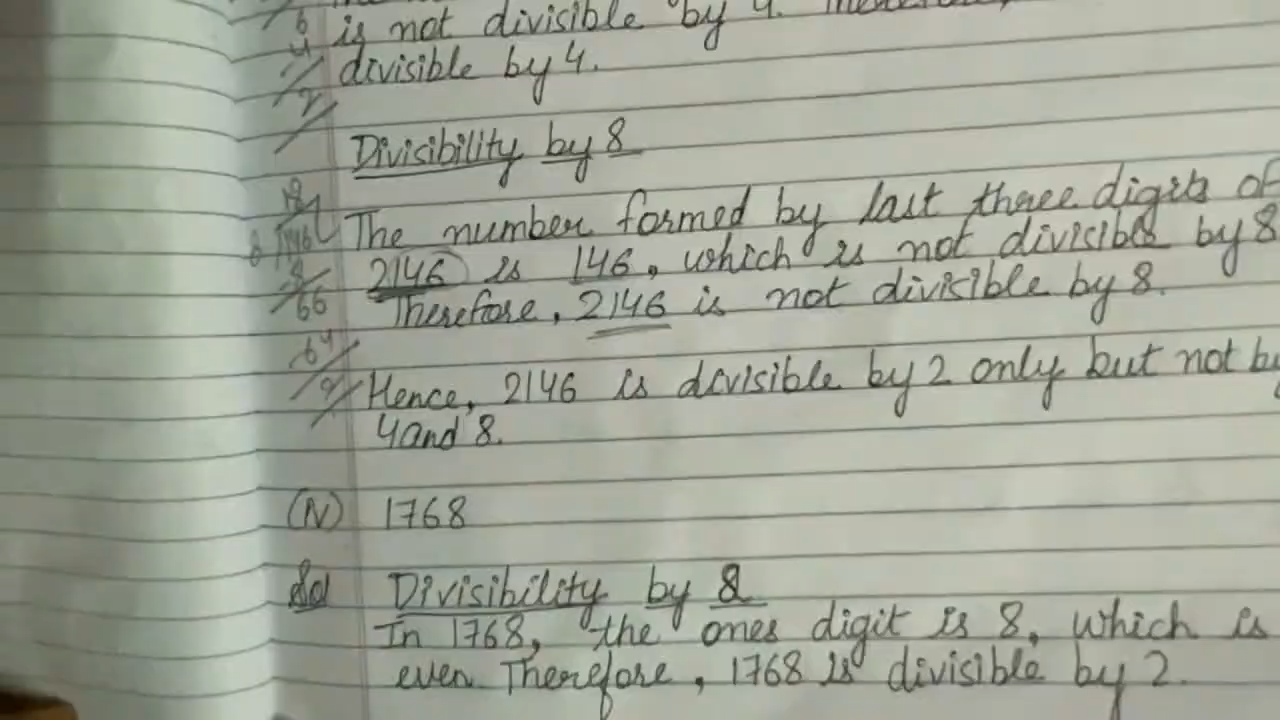 is not divisible by 4.
divisible by 4.
Divisibility by 8
The number formed by last three digits of
2146 is 146, which is not divisible by 8
Therefore, 2146 is not divisible by 8.
Hence, 2146 is divisible by 2 only but not by
4 and 8.
(IV) 1768
Sol Divisibility by 2
In 1768, the ones digit is 8, which is
even Therefore, 1768 is divisible by 2.